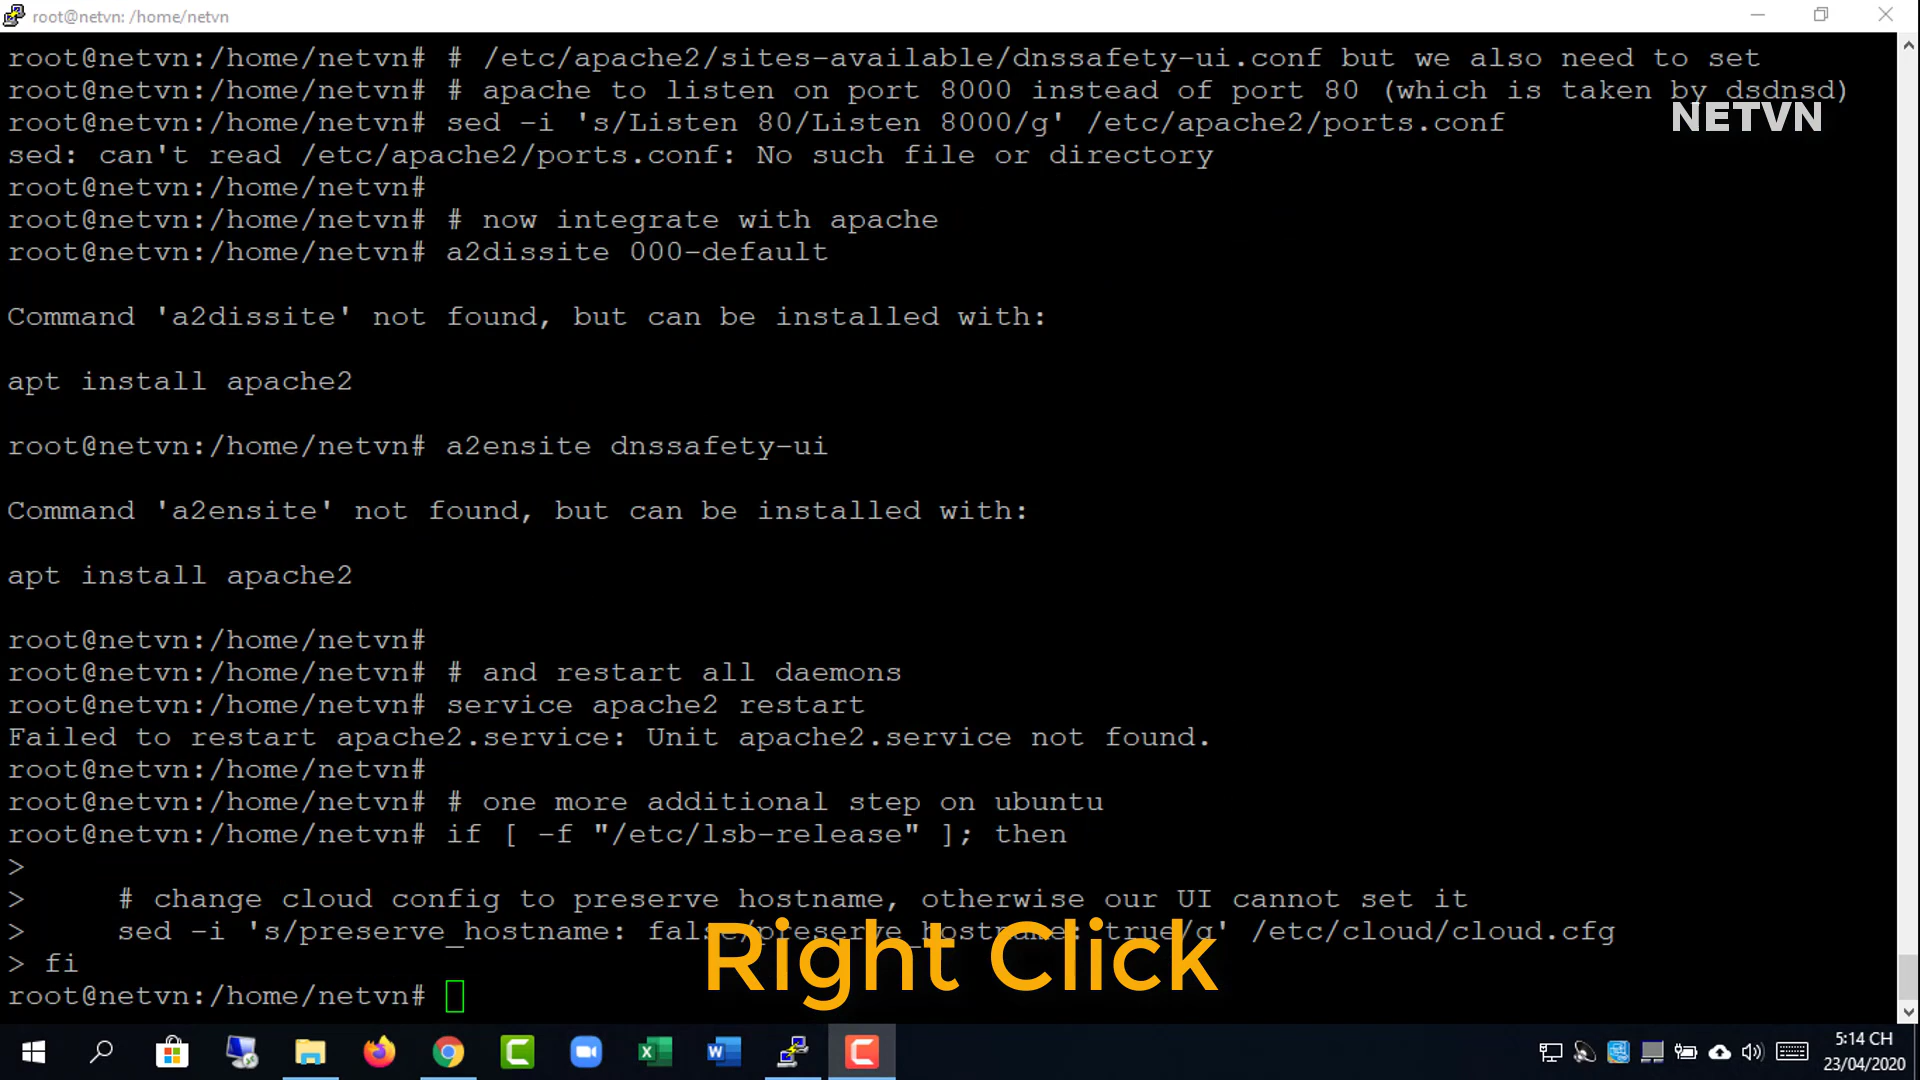 root@netvn: /home/netvn
root@netvn:/home/netvn# # /etc/apache2/sites-available/dnssafety-ui.conf but we also need to set
root@netvn:/home/netvn# # apache to listen on port 8000 instead of port 80 (which is taken by dsdnsd)
NETVN
root@netvn:/home/netvn# sed -i 's/Listen 80/Listen 8000/g' /etc/apache2/ports.conf
sed: can't read /etc/apache2/ports.conf: No such file or directory
root@netvn:/home/netvn#
root@netvn:/home/netvn# # now integrate with apache
root@netvn:/home/netvn# a2dissite 000-default
Command 'a2dissite' not found, but can be installed with:
apt install apache2
root@netvn:/home/netvn# a2ensite dnssafety-ui
Command 'a2ensite' not found, but can be installed with:
apt install apache2
root@netvn:/home/netvn#
root@netvn:/home/netvn# # and restart all daemons
root@netvn:/home/netvn# service apache2 restart
Failed to restart apache2.service: Unit apache2.service not found.
root@netvn:/home/netvn#
root@netvn:/home/netvn# # one more additional step on ubuntu
root@netvn:/home/netvn# if [ -f "/etc/lsb-release" ]; then
>
>     # change cloud config to preserve hostname, otherwise our UI cannot set it
>     sed -i 's/preserve_hostname: false/preserve_hostname: true/g' /etc/cloud/cloud.cfg
> fi
Right Click
root@netvn:/home/netvn#
5:14 CH
23/04/2020